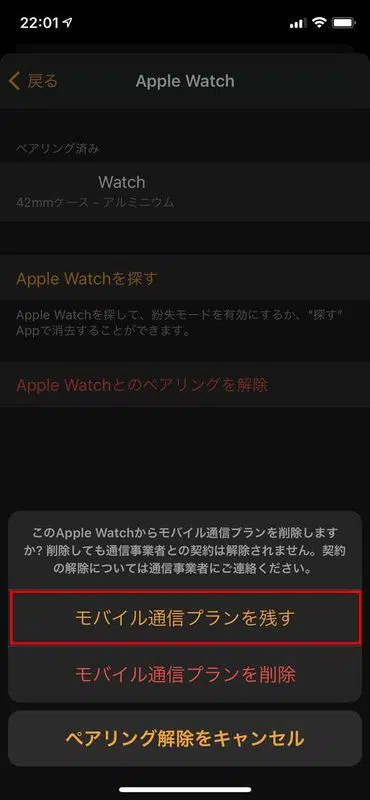 22:01
戻る
Apple Watch
ペアリング済み
Watch
42mmケース – アルミニウム
Apple Watchを探す
Apple Watchを探して、紛失モードを有効にするか、“探す”
Appで消去することができます。
Apple Watchとのペアリングを解除
このApple Watchからモバイル通信プランを削除します
か? 削除しても通信事業者との契約は解除されません。契約
の解除については通信事業者にご連絡ください。
モバイル通信プランを残す
モバイル通信プランを削除
ペアリング解除をキャンセル